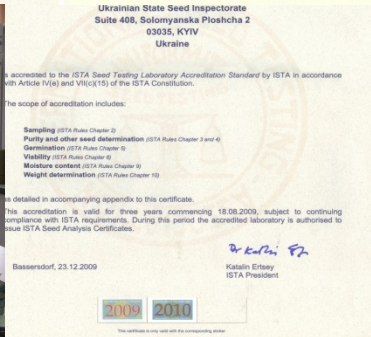 Ukrainian State Seed Inspectorate
Suite 408, Solomyanska Ploshcha 2
03035, KYIV
Ukraine
is accredited to the ISTA Seed Testing Laboratory Accreditation Standard by ISTA in accordance
with Article IV(e) and VII(c)(15) of the ISTA Constitution.
The scope of accreditation includes:
Sampling (ISTA Rules Chapter 2)
Purity and other seed determination (ISTA Rules Chapter 3 and 4)
Germination (ISTA Rules Chapter 5)
Viability (ISTA Rules Chapter 6)
Moisture content (ISTA Rules Chapter 9)
Weight determination (ISTA Rules Chapter 10)
as detailed in accompanying appendix to this certificate.
This accreditation is valid for three years commencing 18.08.2009, subject to continuing
compliance with ISTA requirements. During this period the accredited laboratory is authorised to
issue ISTA Seed Analysis Certificates.
Bassersdorf, 23.12.2009
Katalin Ertsey
ISTA President
2009 2010
This certificate is only valid with the corresponding sticker.